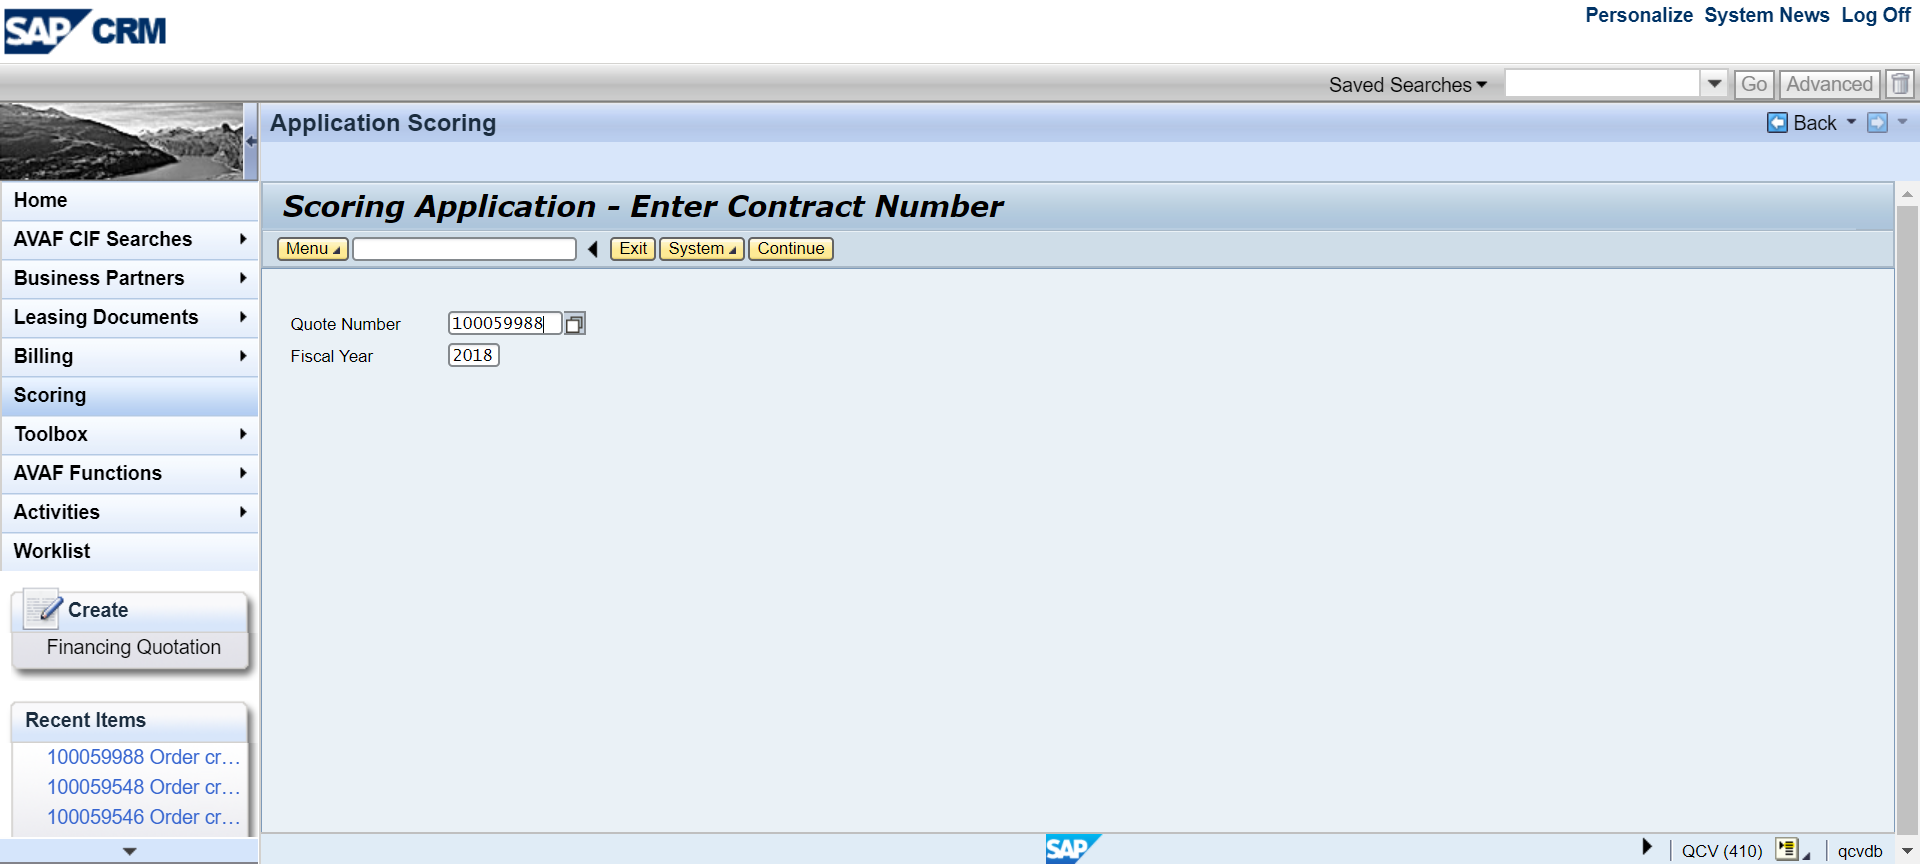 SAP CRM
Personalize System News Log Off
Saved Searches Go Advanced
Application Scoring
Back
Home
AVAF CIF Searches
Business Partners
Leasing Documents
Billing
Scoring
Toolbox
AVAF Functions
Activities
Worklist
Create
Financing Quotation
Recent Items
100059988 Order cr...
100059548 Order cr...
100059546 Order cr...
Scoring Application - Enter Contract Number
Menu Exit System Continue
Quote Number 100059988
Fiscal Year 2018
SAP QCV (410) qcvdb